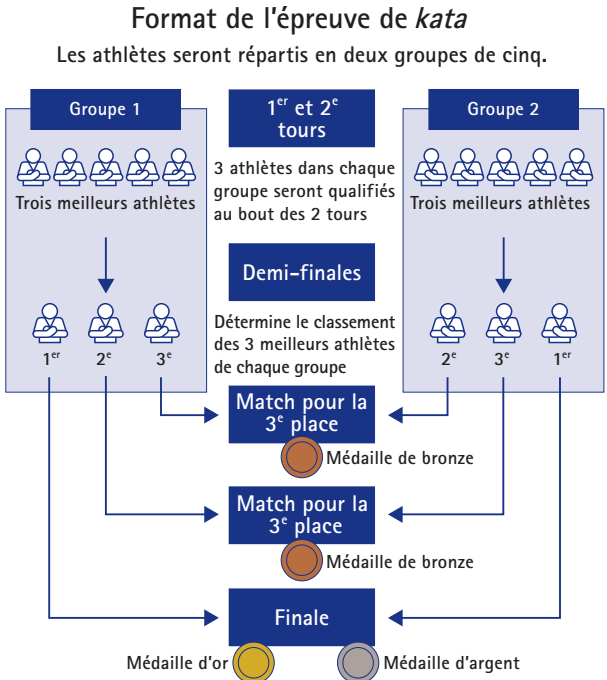 Format de l'épreuve de kata
Les athlètes seront répartis en deux groupes de cinq.
Groupe 1
Trois meilleurs athlètes
1er
2e
3e
1er et 2e
tours
3 athlètes dans chaque
groupe seront qualifiés
au bout des 2 tours
Demi-finales
Détermine le classement
des 3 meilleurs athlètes
de chaque groupe
Groupe 2
Trois meilleurs athlètes
2e
3e
1er
Match pour la
3e place
Médaille de bronze
Match pour la
3e place
Médaille de bronze
Finale
Médaille d'or
Médaille d'argent